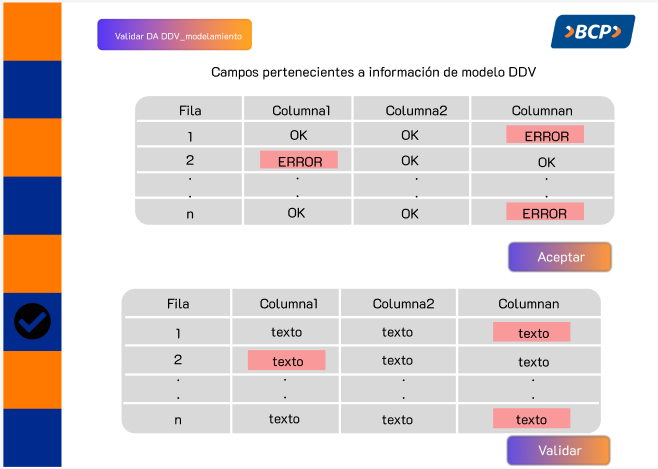 Validar DA DDV_modelamiento
BCP
Campos pertenecientes a información de modelo DDV
Fila Columna1 Columna2 Columnan
1 OK OK ERROR
2 ERROR OK OK
. . . .
. . . .
n OK OK ERROR
Aceptar
Fila Columna1 Columna2 Columnan
1 texto texto texto
2 texto texto texto
. . . .
. . . .
n texto texto texto
Validar